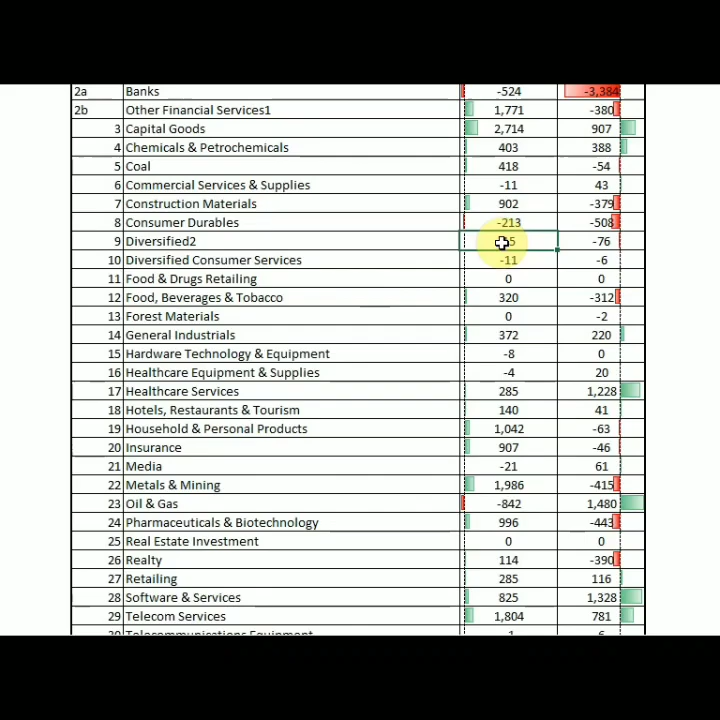 2a Banks -524 -3,384
2b Other Financial Services1 1,771 -380
3 Capital Goods 2,714 907
4 Chemicals & Petrochemicals 403 388
5 Coal 418 -54
6 Commercial Services & Supplies -11 43
7 Construction Materials 902 -379
8 Consumer Durables -213 -508
9 Diversified2 -76
10 Diversified Consumer Services -11 -6
11 Food & Drugs Retailing 0 0
12 Food, Beverages & Tobacco 320 -312
13 Forest Materials 0 -2
14 General Industrials 372 220
15 Hardware Technology & Equipment -8 0
16 Healthcare Equipment & Supplies -4 20
17 Healthcare Services 285 1,228
18 Hotels, Restaurants & Tourism 140 41
19 Household & Personal Products 1,042 -63
20 Insurance 907 -46
21 Media -21 61
22 Metals & Mining 1,986 -415
23 Oil & Gas -842 1,480
24 Pharmaceuticals & Biotechnology 996 -443
25 Real Estate Investment 0 0
26 Realty 114 -390
27 Retailing 285 116
28 Software & Services 825 1,328
29 Telecom Services 1,804 781
Telecommunications Equipment